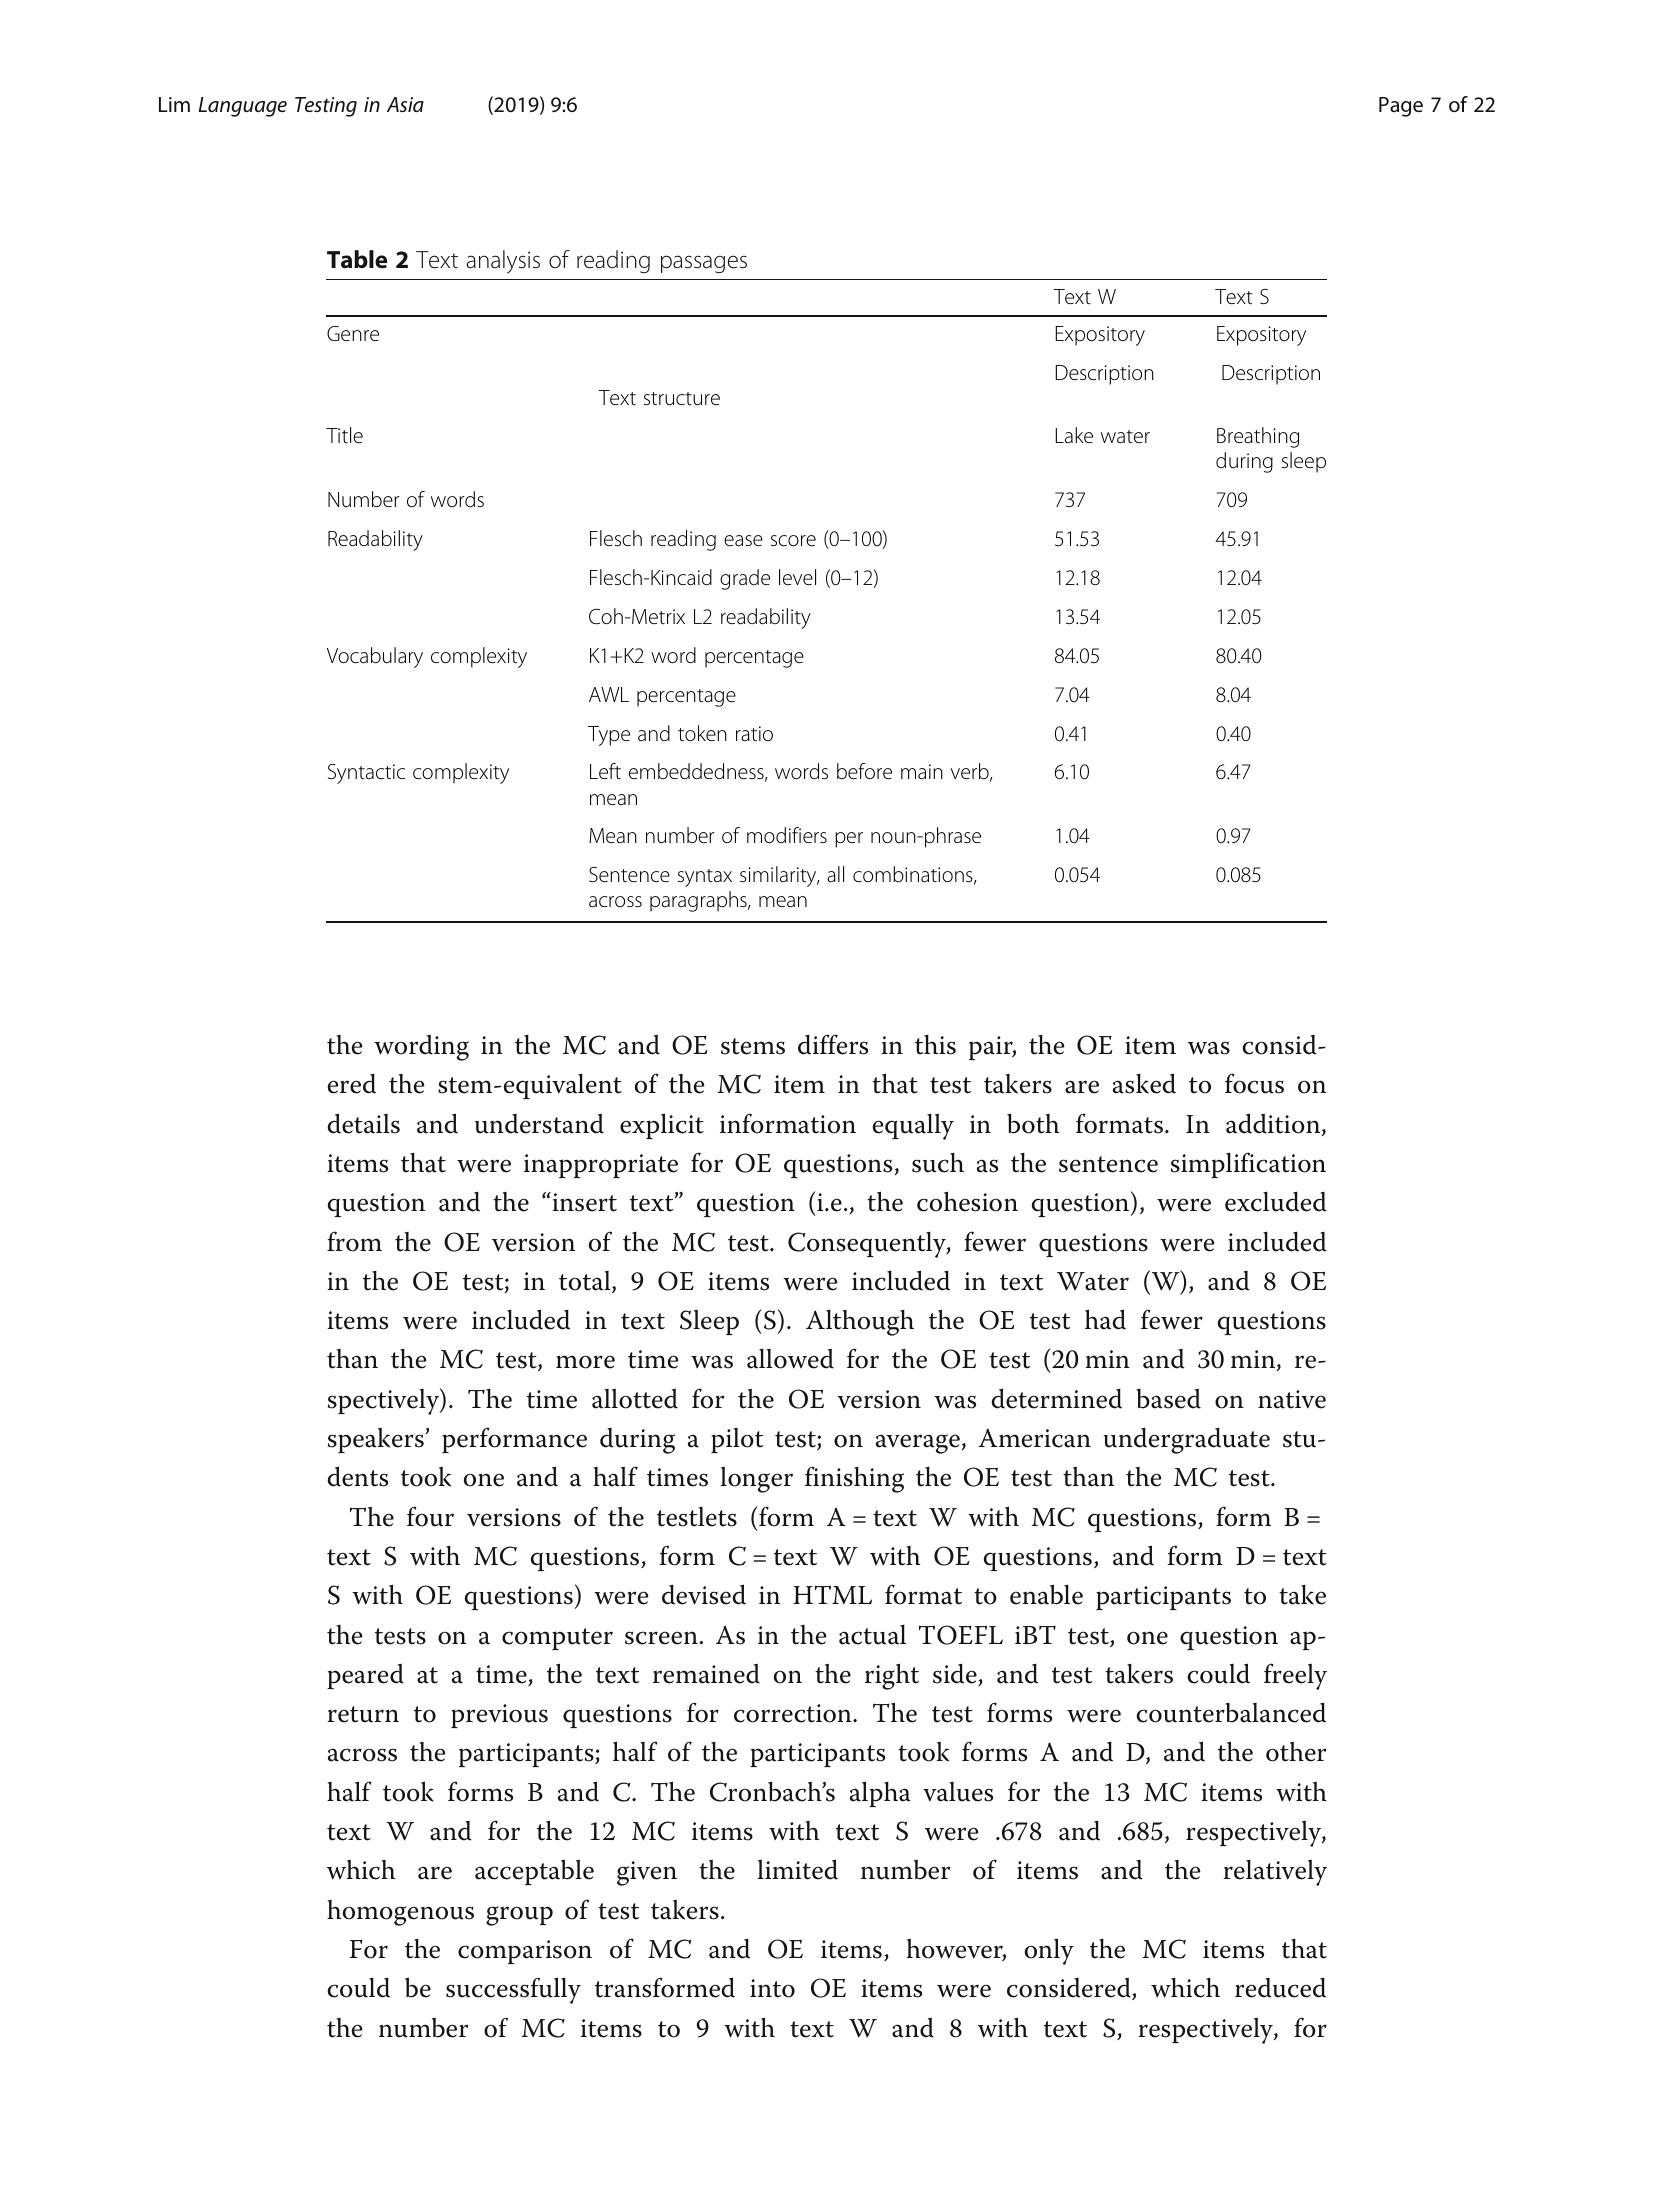 Lim Language Testing in Asia (2019) 9:6 Page 7 of 22
Table 2 Text analysis of reading passages
Text W Text S
Genre Expository Expository
Description Description
Text structure
Title Lake water Breathing
during sleep
Number of words 737 709
Readability Flesch reading ease score (0–100) 51.53 45.91
Flesch-Kincaid grade level (0–12) 12.18 12.04
Coh-Metrix L2 readability 13.54 12.05
Vocabulary complexity K1+K2 word percentage 84.05 80.40
AWL percentage 7.04 8.04
Type and token ratio 0.41 0.40
Syntactic complexity Left embeddedness, words before main verb, 6.10 6.47
mean
Mean number of modifiers per noun-phrase 1.04 0.97
Sentence syntax similarity, all combinations, 0.054 0.085
across paragraphs, mean
the wording in the MC and OE stems differs in this pair, the OE item was consid-
ered the stem-equivalent of the MC item in that test takers are asked to focus on
details and understand explicit information equally in both formats. In addition,
items that were inappropriate for OE questions, such as the sentence simplification
question and the “insert text” question (i.e., the cohesion question), were excluded
from the OE version of the MC test. Consequently, fewer questions were included
in the OE test; in total, 9 OE items were included in text Water (W), and 8 OE
items were included in text Sleep (S). Although the OE test had fewer questions
than the MC test, more time was allowed for the OE test (20 min and 30 min, re-
spectively). The time allotted for the OE version was determined based on native
speakers’ performance during a pilot test; on average, American undergraduate stu-
dents took one and a half times longer finishing the OE test than the MC test.
The four versions of the testlets (form A = text W with MC questions, form B =
text S with MC questions, form C = text W with OE questions, and form D = text
S with OE questions) were devised in HTML format to enable participants to take
the tests on a computer screen. As in the actual TOEFL iBT test, one question ap-
peared at a time, the text remained on the right side, and test takers could freely
return to previous questions for correction. The test forms were counterbalanced
across the participants; half of the participants took forms A and D, and the other
half took forms B and C. The Cronbach’s alpha values for the 13 MC items with
text W and for the 12 MC items with text S were .678 and .685, respectively,
which are acceptable given the limited number of items and the relatively
homogenous group of test takers.
For the comparison of MC and OE items, however, only the MC items that
could be successfully transformed into OE items were considered, which reduced
the number of MC items to 9 with text W and 8 with text S, respectively, for